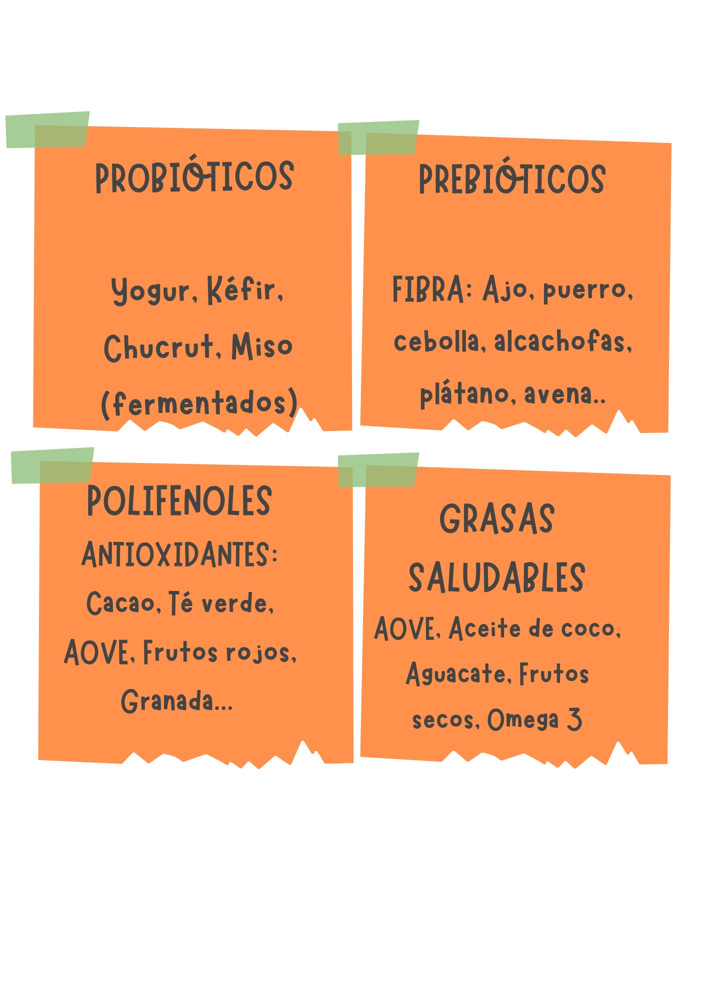 PROBIÓTICOS
Yogur, Kéfir,
Chucrut, Miso
(fermentados)
PREBIÓTICOS
FIBRA: Ajo, puerro,
cebolla, alcachofas,
plátano, avena..
POLIFENOLES
ANTIOXIDANTES:
Cacao, Té verde,
AOVE, Frutos rojos,
Granada...
GRASAS
SALUDABLES
AOVE, Aceite de coco,
Aguacate, Frutos
secos, Omega 3